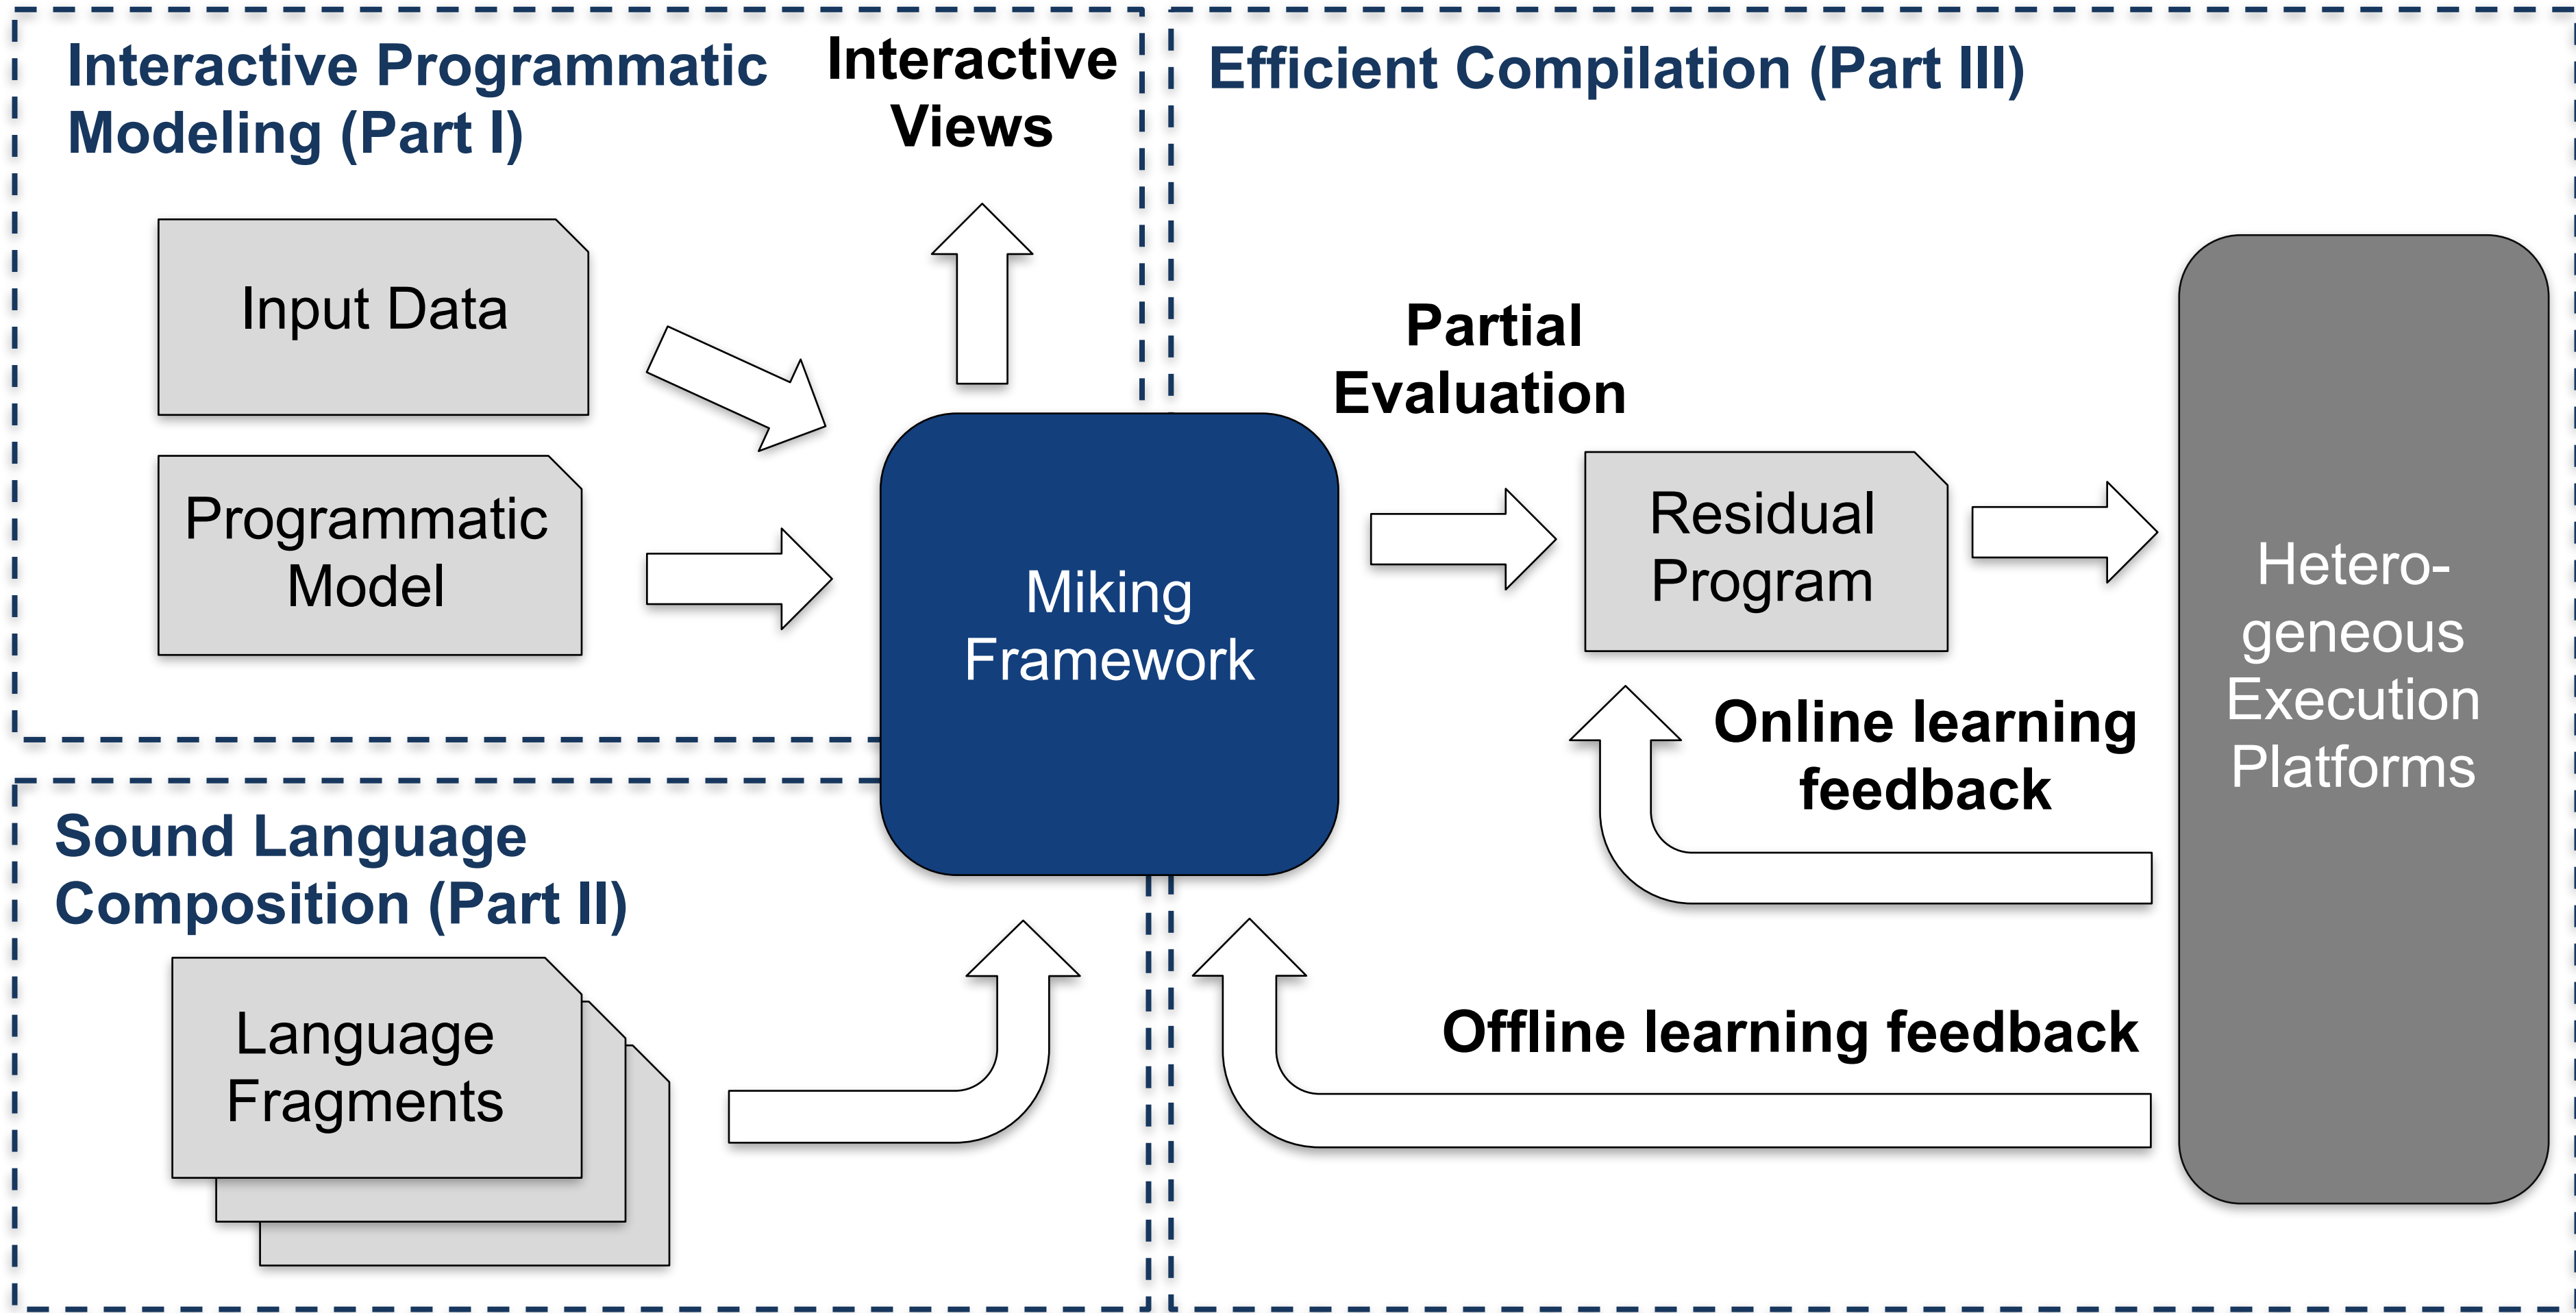 Interactive Programmatic
Modeling (Part I)
Interactive
Views
Input Data
Programmatic
Model
Sound Language
Composition (Part II)
Language
Fragments
Miking
Framework
Efficient Compilation (Part III)
Partial
Evaluation
Residual
Program
Online learning
feedback
Offline learning feedback
Hetero-
geneous
Execution
Platforms